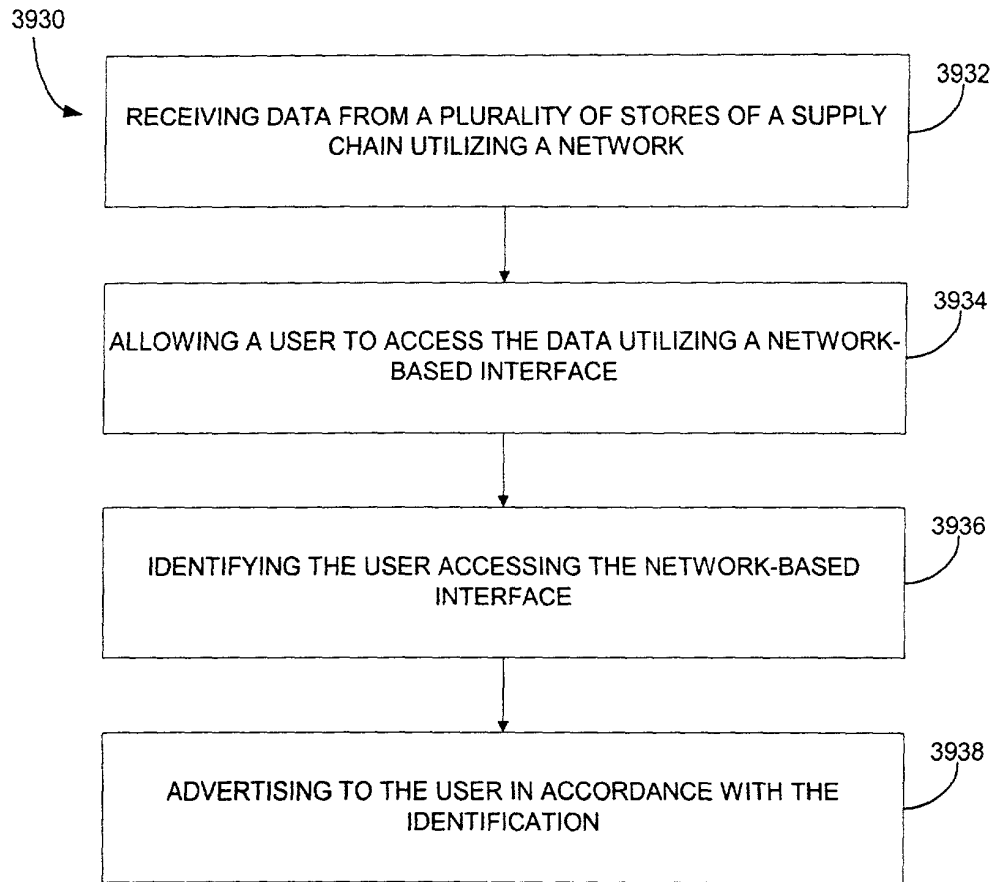 3930
3932
RECEIVING DATA FROM A PLURALITY OF STORES OF A SUPPLY
CHAIN UTILIZING A NETWORK
3934
ALLOWING A USER TO ACCESS THE DATA UTILIZING A NETWORK-
BASED INTERFACE
3936
IDENTIFYING THE USER ACCESSING THE NETWORK-BASED
INTERFACE
3938
ADVERTISING TO THE USER IN ACCORDANCE WITH THE
IDENTIFICATION